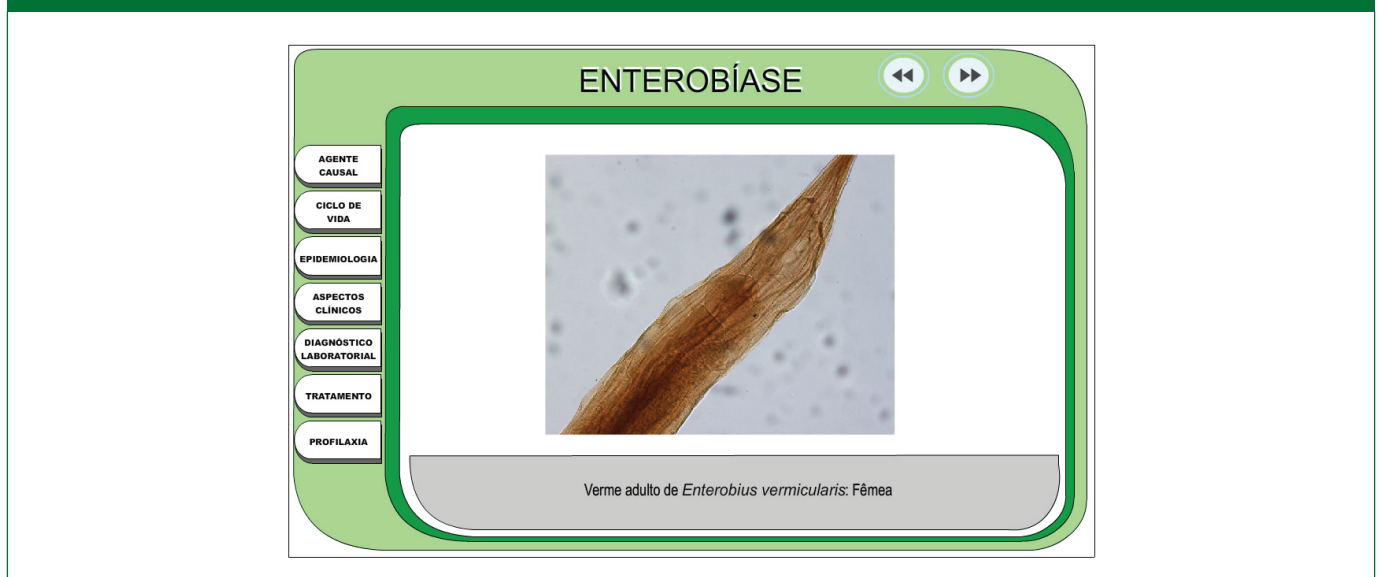 ENTEROBÍASE
AGENTE
CAUSAL
CICLO DE
VIDA
EPIDEMIOLOGIA
ASPECTOS
CLÍNICOS
DIAGNÓSTICO
LABORATORIAL
TRATAMENTO
PROFILAXIA
Verme adulto de Enterobius vermicularis: Fêmea